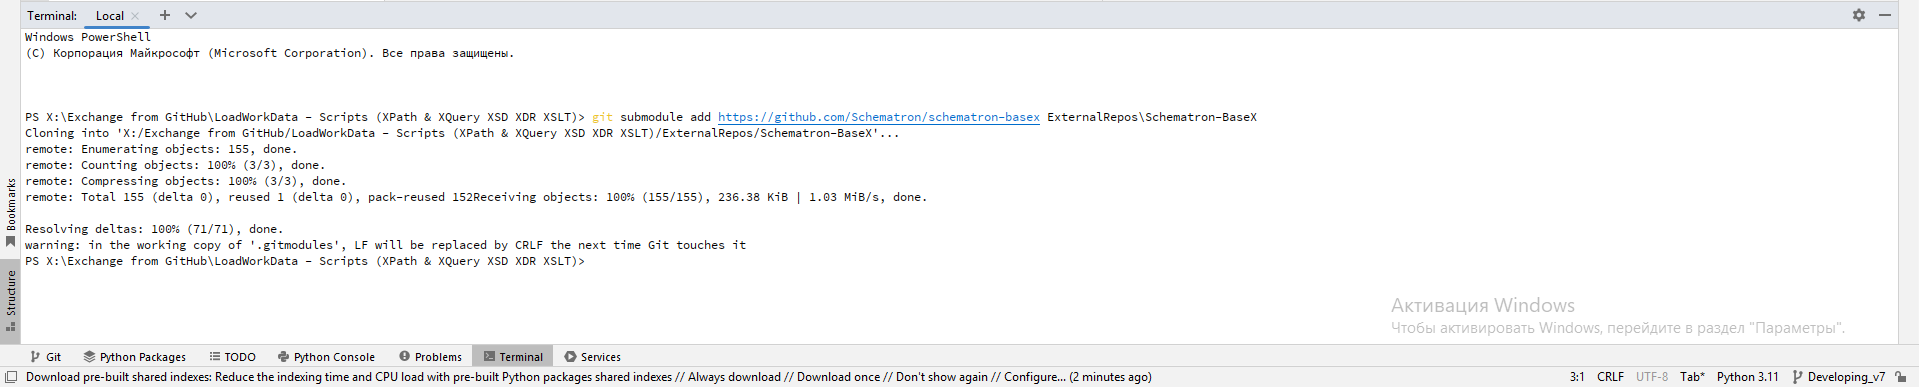 Terminal: Local
Windows PowerShell
(C) Корпорация Майкрософт (Microsoft Corporation). Все права защищены.
PS X:\Exchange from GitHub\LoadWorkData - Scripts (XPath & XQuery XSD XDR XSLT)> git submodule add https://github.com/Schematron/schematron-basex ExternalRepos\Schematron-BaseX
Cloning into 'X:/Exchange from GitHub/LoadWorkData - Scripts (XPath & XQuery XSD XDR XSLT)/ExternalRepos/Schematron-BaseX'...
remote: Enumerating objects: 155, done.
remote: Counting objects: 100% (3/3), done.
remote: Compressing objects: 100% (3/3), done.
remote: Total 155 (delta 0), reused 1 (delta 0), pack-reused 152Receiving objects: 100% (155/155), 236.38 KiB | 1.03 MiB/s, done.
Resolving deltas: 100% (71/71), done.
warning: in the working copy of '.gitmodules', LF will be replaced by CRLF the next time Git touches it
PS X:\Exchange from GitHub\LoadWorkData - Scripts (XPath & XQuery XSD XDR XSLT)>
Bookmarks
Structure
Активация Windows
Чтобы активировать Windows, перейдите в раздел "Параметры".
Git Python Packages TODO Python Console Problems Terminal Services
Download pre-built shared indexes: Reduce the indexing time and CPU load with pre-built Python packages shared indexes // Always download // Download once // Don't show again // Configure... (2 minutes ago) 3:1 CRLF UTF-8 Tab* Python 3.11 Developing_v7